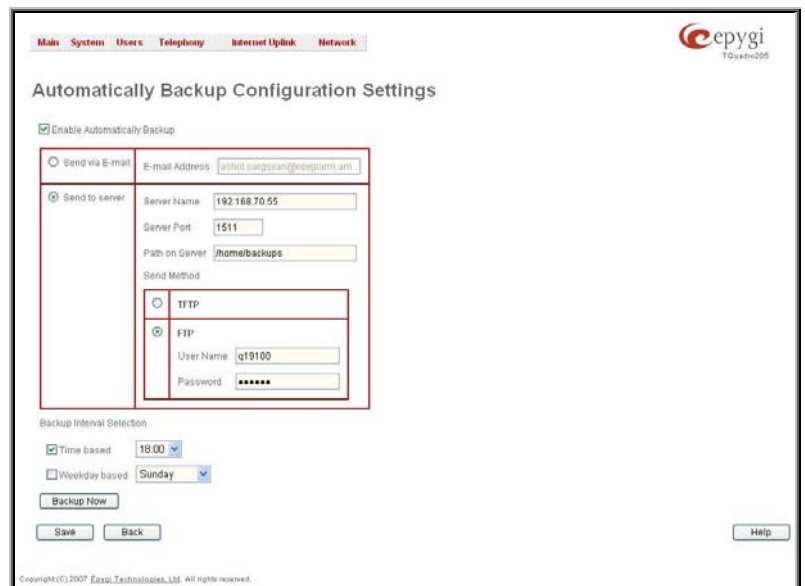 Main System Users Telephony Internet Uplink Network
epygi
TQuadro205
Automatically Backup Configuration Settings
Enable Automatically Backup
Send via E-mail
E-mail Address
Send to server
Server Name 192.168.70.55
Server Port 1511
Path on Server /home/backups
Send Method
TFTP
FTP
User Name q19100
Password ••••••
Backup Interval Selection
Time based 18:00
Weekday based Sunday
Backup Now
Save Back Help
Copyright (C) 2007 Epygi Technologies, Ltd. All rights reserved.